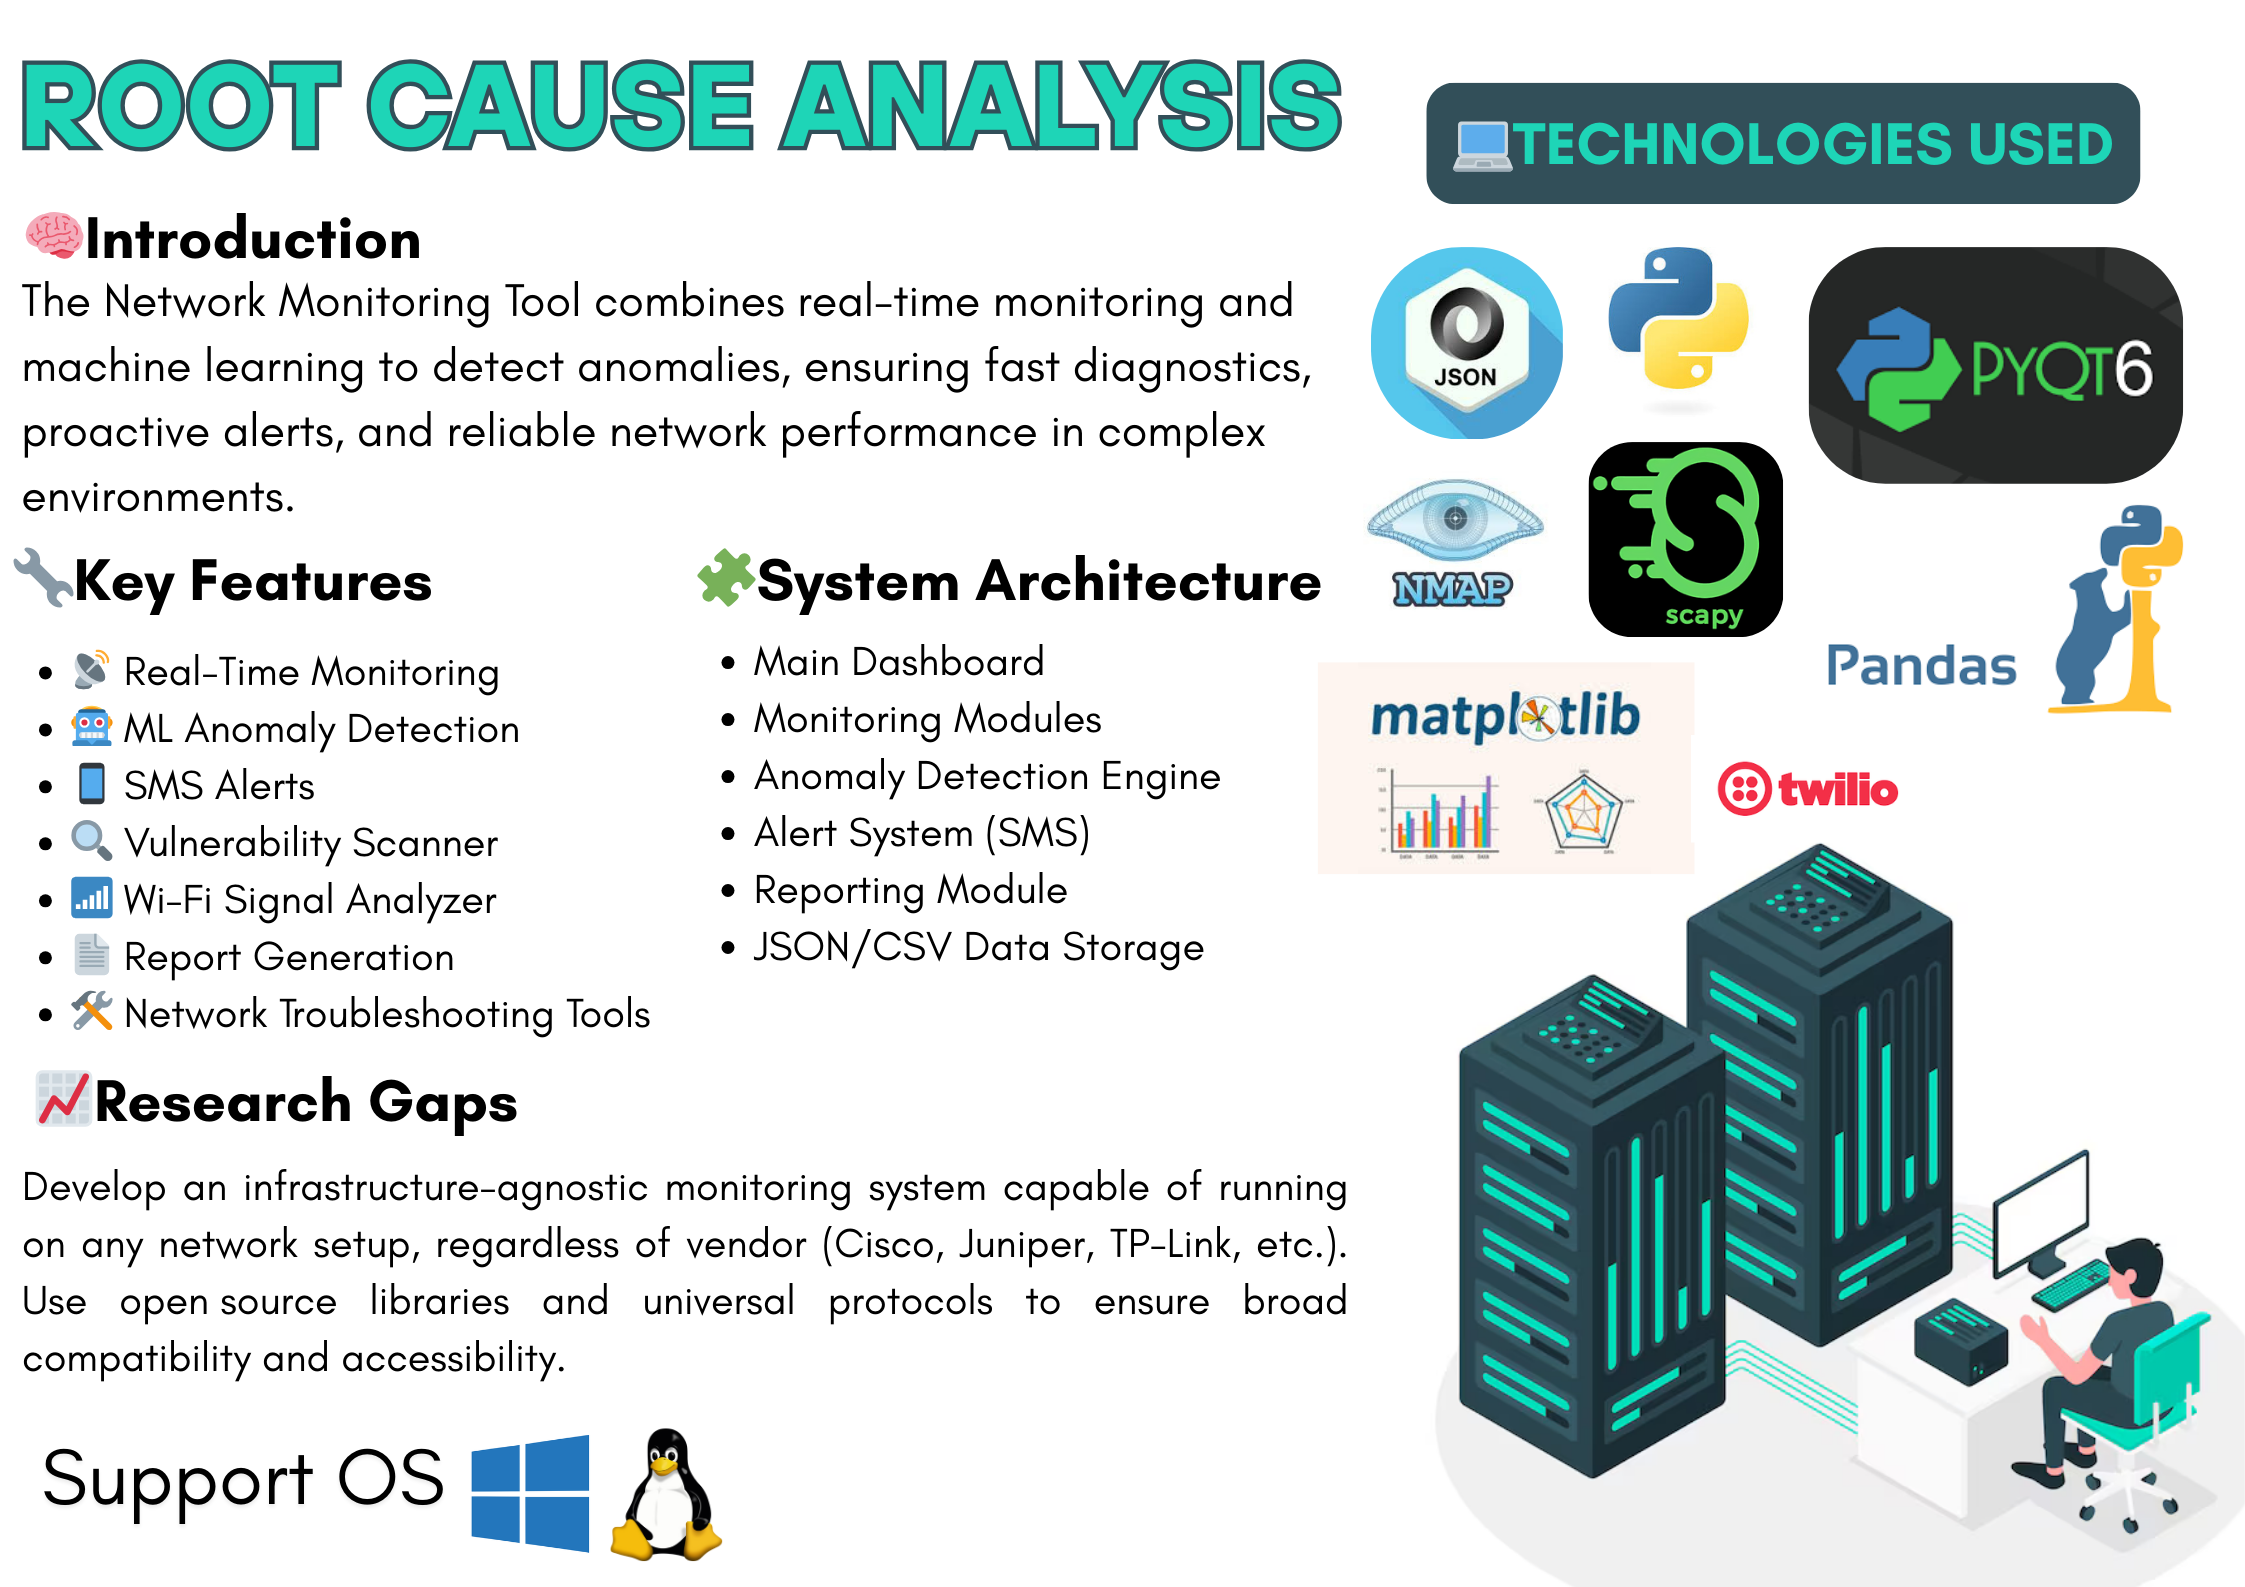 ROOT CAUSE ANALYSIS
🧠Introduction
The Network Monitoring Tool combines real-time monitoring and
machine learning to detect anomalies, ensuring fast diagnostics,
proactive alerts, and reliable network performance in complex
environments.
🔧Key Features
📡 Real-Time Monitoring
🤖 ML Anomaly Detection
📱 SMS Alerts
🔍 Vulnerability Scanner
📶 Wi-Fi Signal Analyzer
📄 Report Generation
🛠 Network Troubleshooting Tools
🧩System Architecture
Main Dashboard
Monitoring Modules
Anomaly Detection Engine
Alert System (SMS)
Reporting Module
JSON/CSV Data Storage
📈Research Gaps
Develop an infrastructure-agnostic monitoring system capable of running
on any network setup, regardless of vendor (Cisco, Juniper, TP-Link, etc.).
Use open source libraries and universal protocols to ensure broad
compatibility and accessibility.
Support OS
💻TECHNOLOGIES USED
JSON
PYQT6
NMAP
scapy
Pandas
matplotlib
twilio